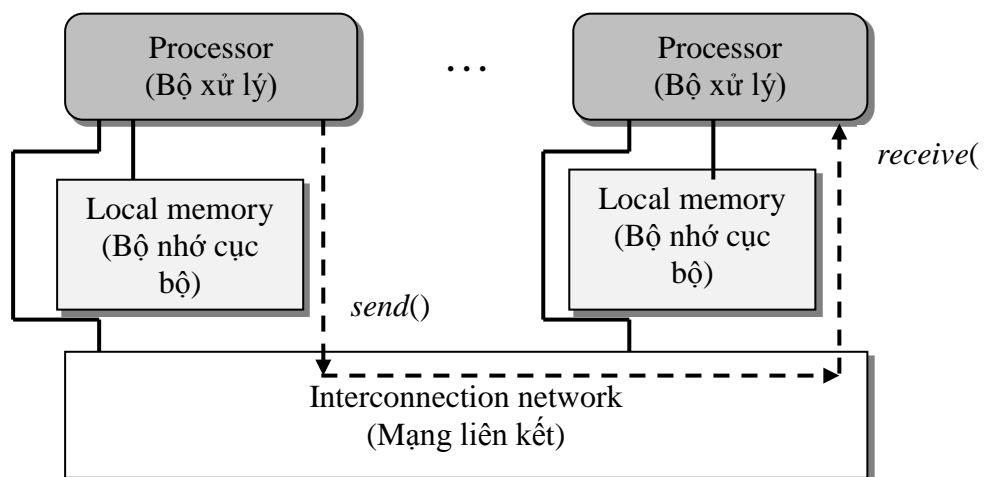 Processor
(Bộ xử lý)
…
Processor
(Bộ xử lý)
receive(
Local memory
(Bộ nhớ cục
bộ)
Local memory
(Bộ nhớ cục
bộ)
send()
Interconnection network
(Mạng liên kết)